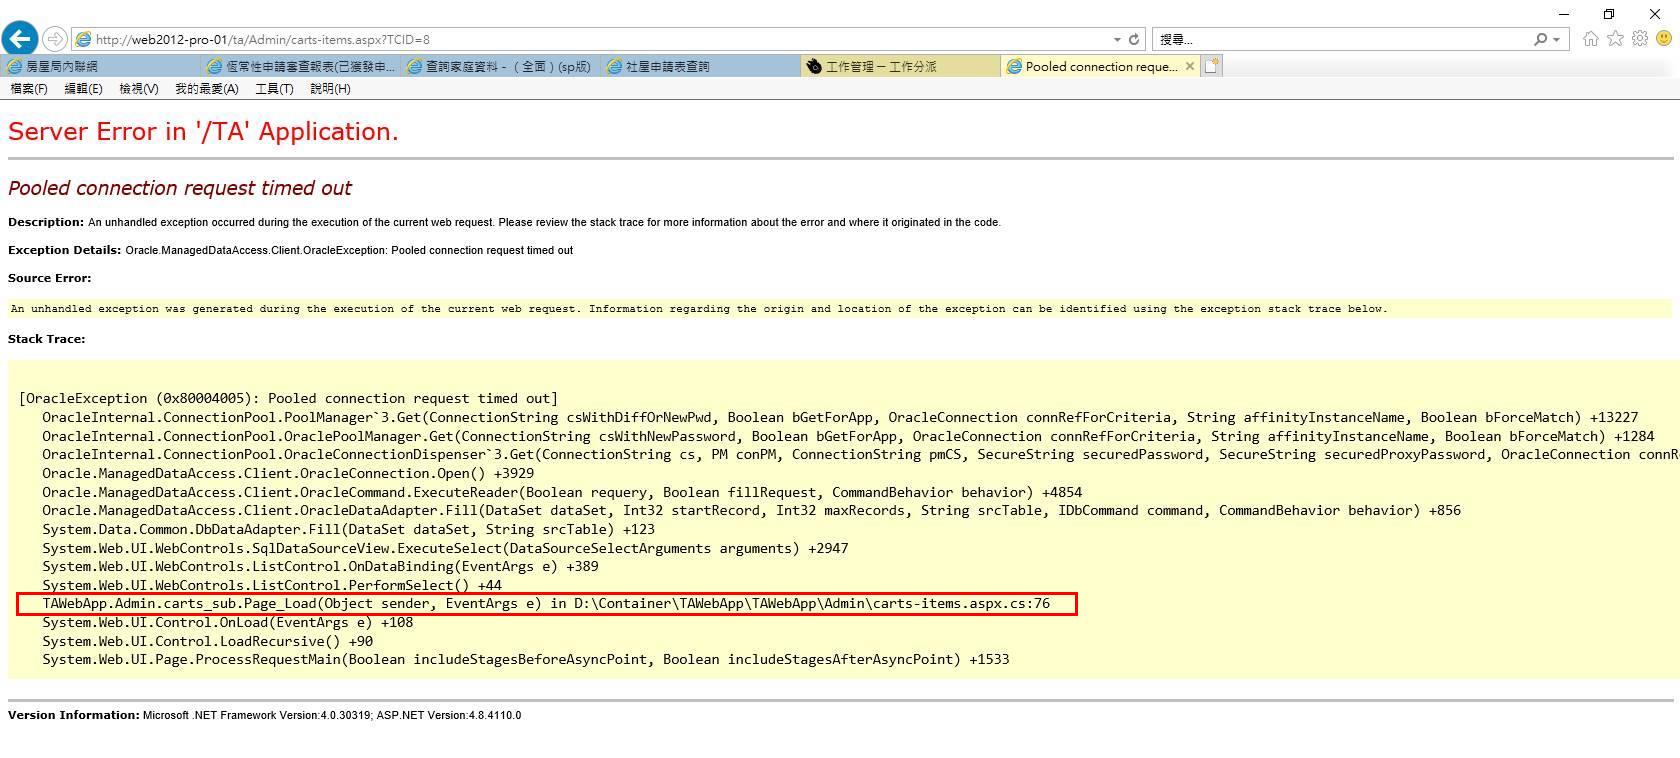 http://web2012-pro-01/ta/Admin/carts-items.aspx?TCID=8
搜尋...
房屋局內聯網
恆常性申請審查報表(已獲發申...
查詢家庭資料 - （ 全面 ）(sp版)
社屋申請表查詢
工作管理 — 工作分派
Pooled connection reque...
檔案(F) 編輯(E) 檢視(V) 我的最愛(A) 工具(T) 說明(H)
Server Error in '/TA' Application.
Pooled connection request timed out
Description: An unhandled exception occurred during the execution of the current web request. Please review the stack trace for more information about the error and where it originated in the code.
Exception Details: Oracle.ManagedDataAccess.Client.OracleException: Pooled connection request timed out
Source Error:
An unhandled exception was generated during the execution of the current web request. Information regarding the origin and location of the exception can be identified using the exception stack trace below.
Stack Trace:
[OracleException (0x80004005): Pooled connection request timed out]
OracleInternal.ConnectionPool.PoolManager`3.Get(ConnectionString csWithDiffOrNewPwd, Boolean bGetForApp, OracleConnection connRefForCriteria, String affinityInstanceName, Boolean bForceMatch) +13227
OracleInternal.ConnectionPool.OraclePoolManager.Get(ConnectionString csWithNewPassword, Boolean bGetForApp, OracleConnection connRefForCriteria, String affinityInstanceName, Boolean bForceMatch) +1284
OracleInternal.ConnectionPool.OracleConnectionDispenser`3.Get(ConnectionString cs, PM conPM, ConnectionString pmCS, SecureString securedPassword, SecureString securedProxyPassword, OracleConnection connR
Oracle.ManagedDataAccess.Client.OracleConnection.Open() +3929
Oracle.ManagedDataAccess.Client.OracleCommand.ExecuteReader(Boolean requery, Boolean fillRequest, CommandBehavior behavior) +4854
Oracle.ManagedDataAccess.Client.OracleDataAdapter.Fill(DataSet dataSet, Int32 startRecord, Int32 maxRecords, String srcTable, IDbCommand command, CommandBehavior behavior) +856
System.Data.Common.DbDataAdapter.Fill(DataSet dataSet, String srcTable) +123
System.Web.UI.WebControls.SqlDataSourceView.ExecuteSelect(DataSourceSelectArguments arguments) +2947
System.Web.UI.WebControls.ListControl.OnDataBinding(EventArgs e) +389
System.Web.UI.WebControls.ListControl.PerformSelect() +44
TAWebApp.Admin.carts_sub.Page_Load(Object sender, EventArgs e) in D:\Container\TAWebApp\TAWebApp\Admin\carts-items.aspx.cs:76
System.Web.UI.Control.OnLoad(EventArgs e) +108
System.Web.UI.Control.LoadRecursive() +90
System.Web.UI.Page.ProcessRequestMain(Boolean includeStagesBeforeAsyncPoint, Boolean includeStagesAfterAsyncPoint) +1533
Version Information: Microsoft .NET Framework Version:4.0.30319; ASP.NET Version:4.8.4110.0